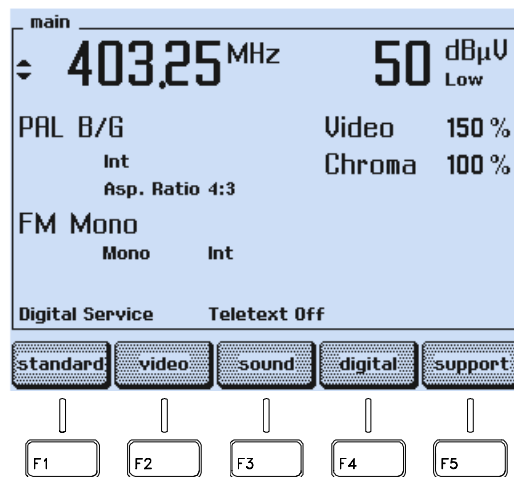 main
403,25 MHz 50 dBµV
Low
PAL B/G Video 150 %
Int Chroma 100 %
Asp. Ratio 4:3
FM Mono
Mono Int
Digital Service Teletext Off
standard video sound digital support
F1 F2 F3 F4 F5